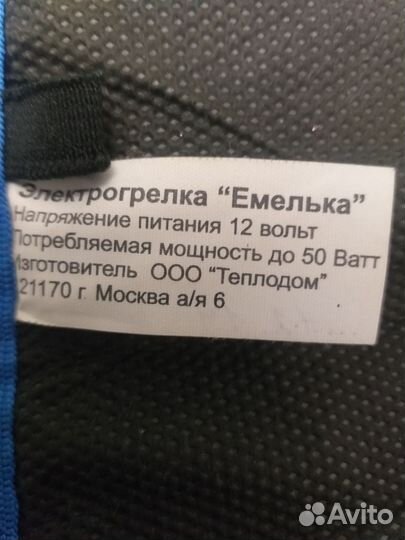 Электрогрелка “Емелька”
Напряжение питания 12 вольт
Потребляемая мощность до 50 Ватт
Изготовитель ООО “Теплодом”
21170 г. Москва а/я 6
Avito